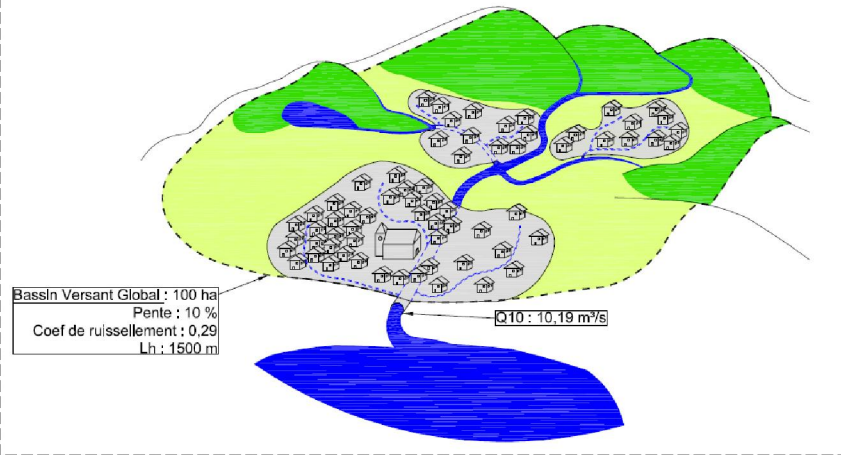 Bassin Versant Global : 100 ha
Pente : 10 %
Coef de ruissellement : 0,29
Lh : 1500 m
Q10 : 10,19 m³/s